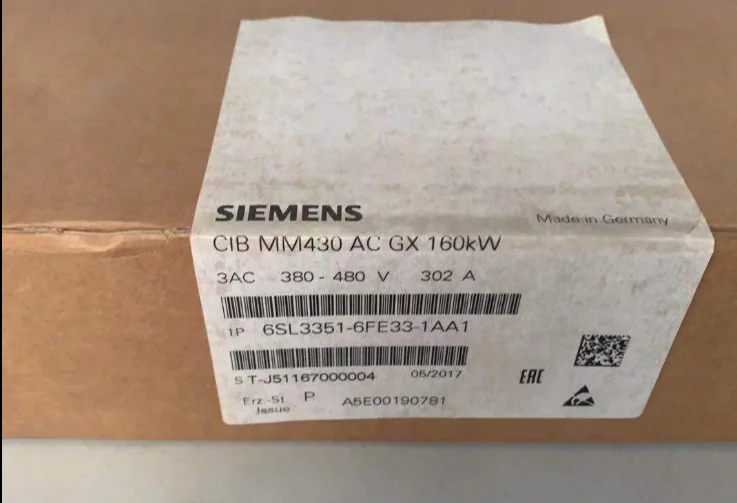 SIEMENS
Made in Germany
CIB MM430 AC GX 160kW
3AC 380-480 V 302 A
1P 6SL3351-6FE33-1AA1
S T-J51167000004 05/2017
EAC
Erz.-St. P A5E00190781
Issue